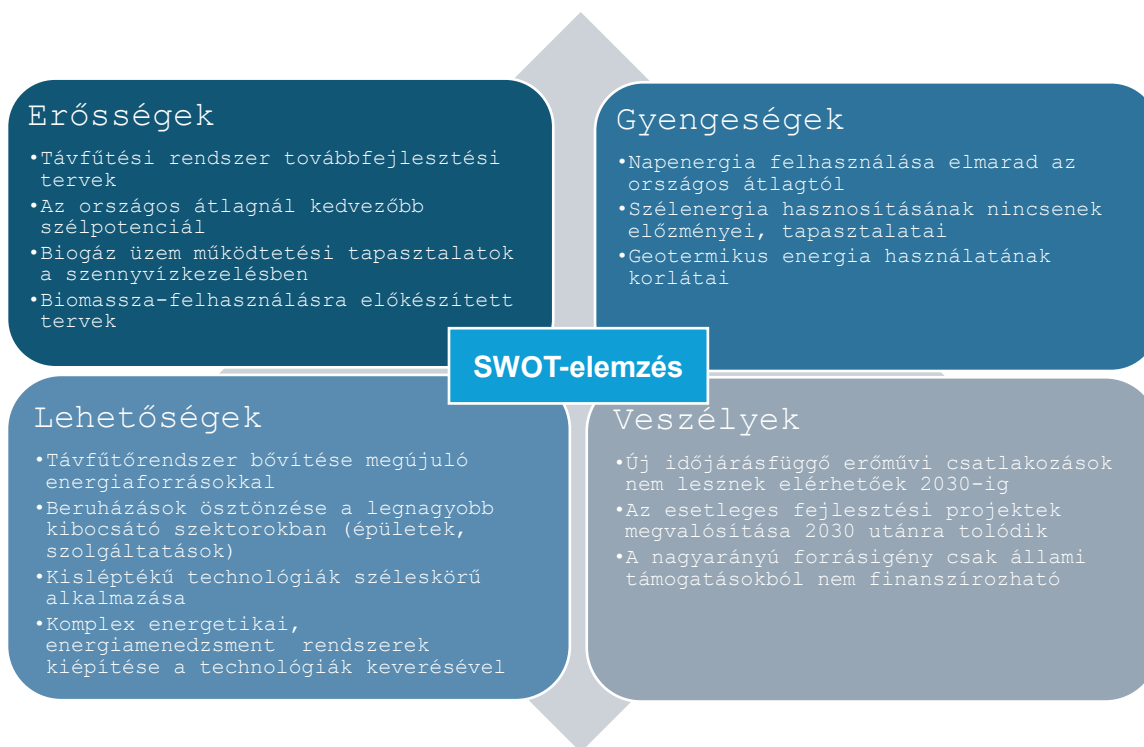 Erősségek
•Távfűtési rendszer továbbfejlesztési
tervek
•Az országos átlagnál kedvezőbb
szélpotenciál
•Biogáz üzem működtetési tapasztalatok
a szennyvízkezelésben
•Biomassza-felhasználásra előkészített
tervek
Gyengeségek
•Napenergia felhasználása elmarad az
országos átlagtól
•Szélenergia hasznosításának nincsenek
előzményei, tapasztalatai
•Geotermikus energia használatának
korlátai
SWOT-elemzés
Lehetőségek
•Távfűtőrendszer bővítése megújuló
energiaforrásokkal
•Beruházások ösztönzése a legnagyobb
kibocsátó szektorokban (épületek,
szolgáltatások)
•Kisléptékű technológiák széleskörű
alkalmazása
•Komplex energetikai,
energiamenedzsment rendszerek
kiépítése a technológiák keverésével
Veszélyek
•Új időjárásfüggő erőművi csatlakozások
nem lesznek elérhetőek 2030-ig
•Az esetleges fejlesztési projektek
megvalósítása 2030 utánra tolódik
•A nagyarányú forrásigény csak állami
támogatásokból nem finanszírozható